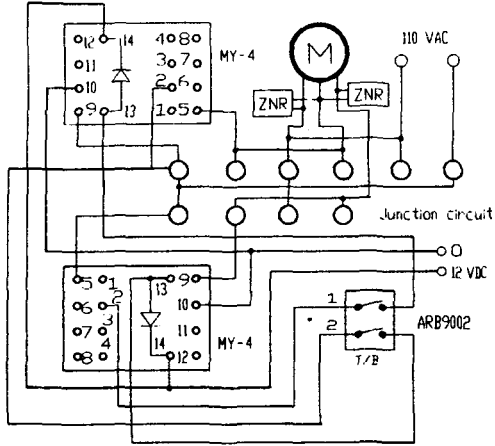 12 14 4 8
MY-4
11 3 7
10 2 6
9 13 1 5
M
110 VAC
ZNR
ZNR
Junction circuit
0
12 VDC
5 1 13 9
6 2 10
7 3 11
8 4 14 12
MY-4
1
2
T/B
ARB9002